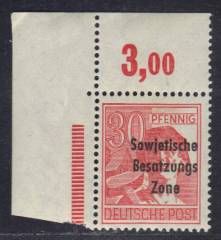 3,00
30 PFENNIG
Sowjetische
Besatzungs
Zone
DEUTSCHE POST